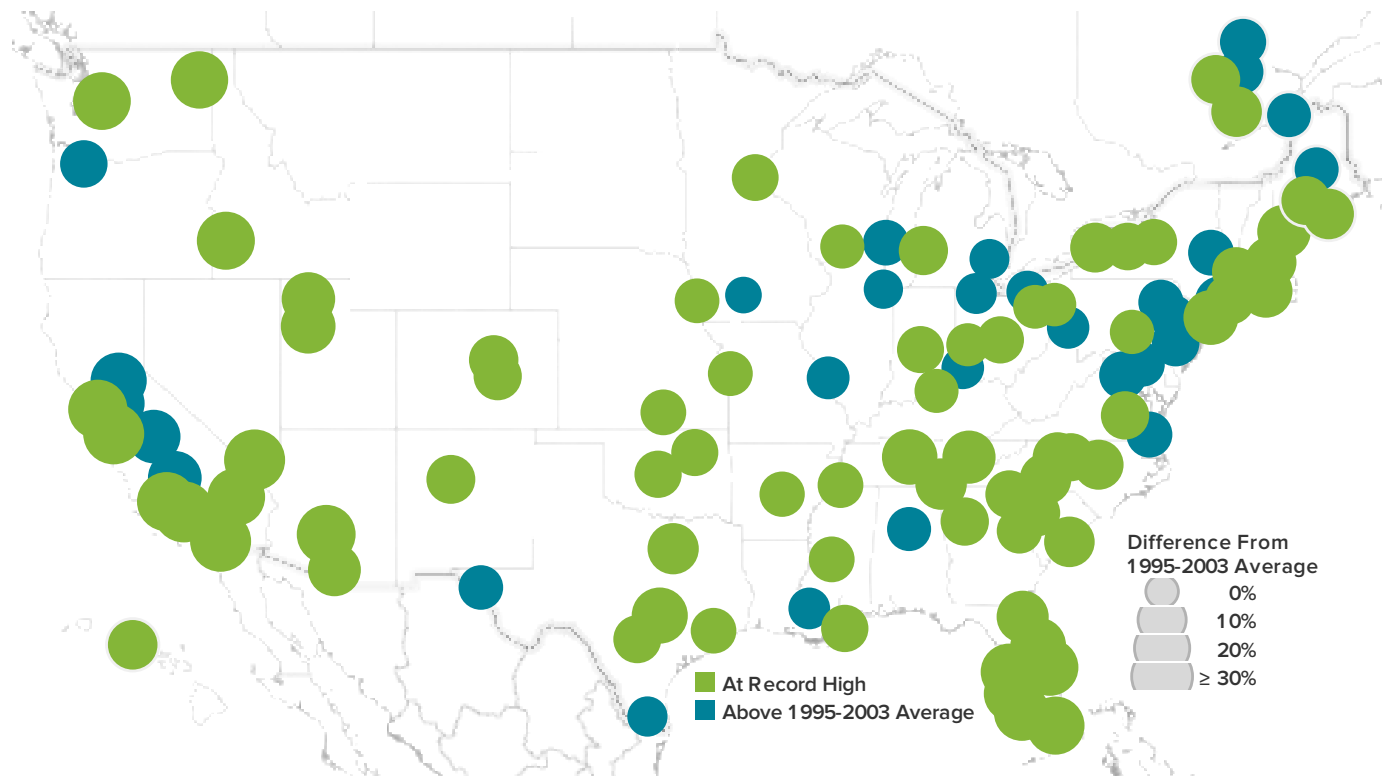 Difference From
1995-2003 Average
0%
10%
20%
≥ 30%
At Record High
Above 1995-2003 Average